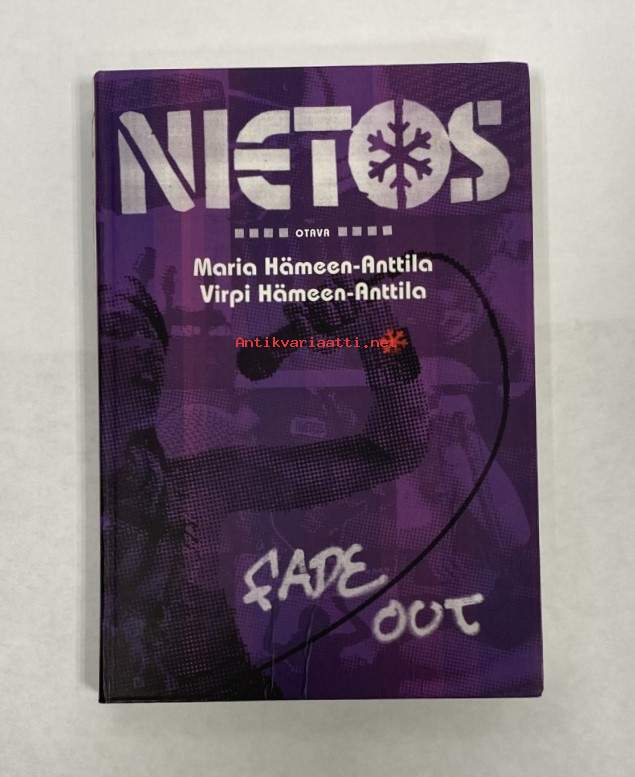 NIETOS
OTAVA
Maria Hämeen-Anttila
Virpi Hämeen-Anttila
Antikvariaatti.net
FADE
OUT